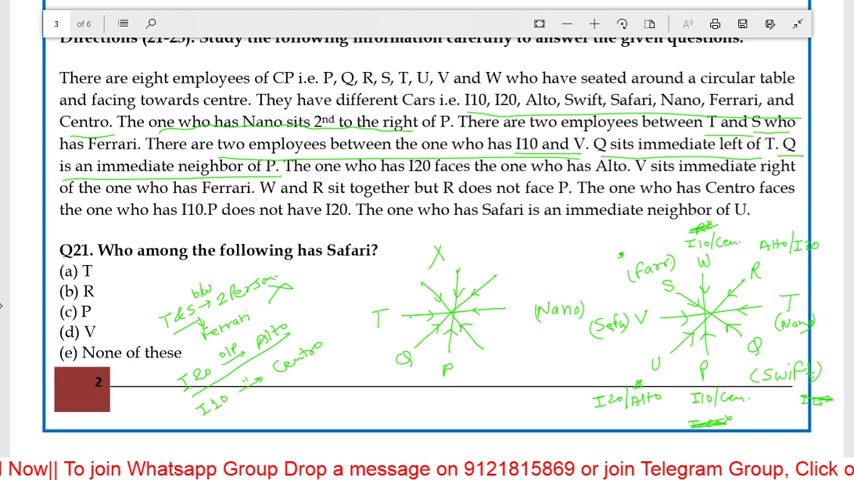 3 of 6
Directions (21-25). Study the following information carefully to answer the given questions.
There are eight employees of CP i.e. P, Q, R, S, T, U, V and W who have seated around a circular table
and facing towards centre. They have different Cars i.e. I10, I20, Alto, Swift, Safari, Nano, Ferrari, and
Centro. The one who has Nano sits 2nd to the right of P. There are two employees between T and S who
has Ferrari. There are two employees between the one who has I10 and V. Q sits immediate left of T. Q
is an immediate neighbor of P. The one who has I20 faces the one who has Alto. V sits immediate right
of the one who has Ferrari. W and R sit together but R does not face P. The one who has Centro faces
the one who has I10.P does not have I20. The one who has Safari is an immediate neighbor of U.
Q21. Who among the following has Safari?
(a) T
(b) R
(c) P
(d) V
(e) None of these
2
b/w
T & S → 2 Person
Ferrari
I20 o/p → Alto
I10 " → Centro
X
T
Q
P
(Nano)
I10/Cen.
W
Alto/I20
(Farr)
S
R
(Safa) V
T
(Nano)
U
P
Q
(Swift)
I20/Alto
I10/Cen.
I20
d Now|| To join Whatsapp Group Drop a message on 9121815869 or join Telegram Group, Click o